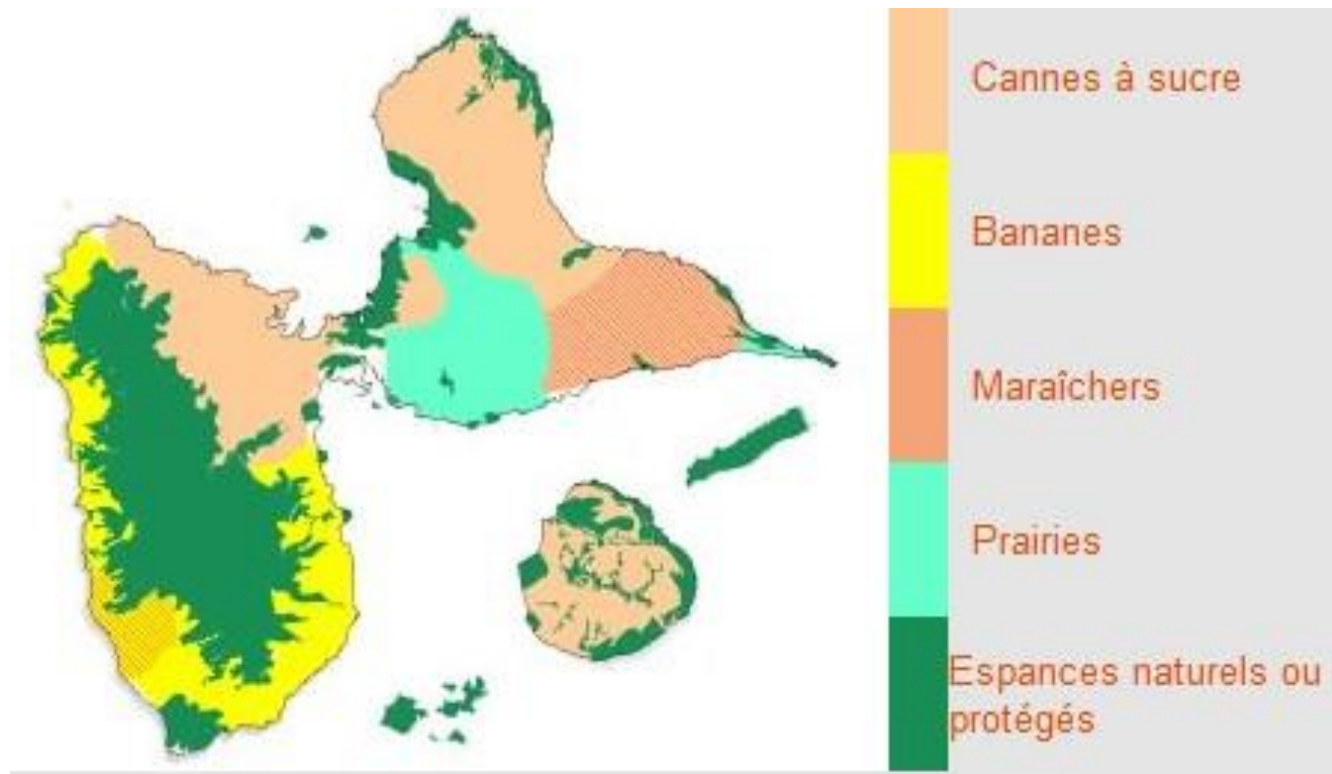 Cannes à sucre
Bananes
Maraîchers
Prairies
Espances naturels ou
protégés